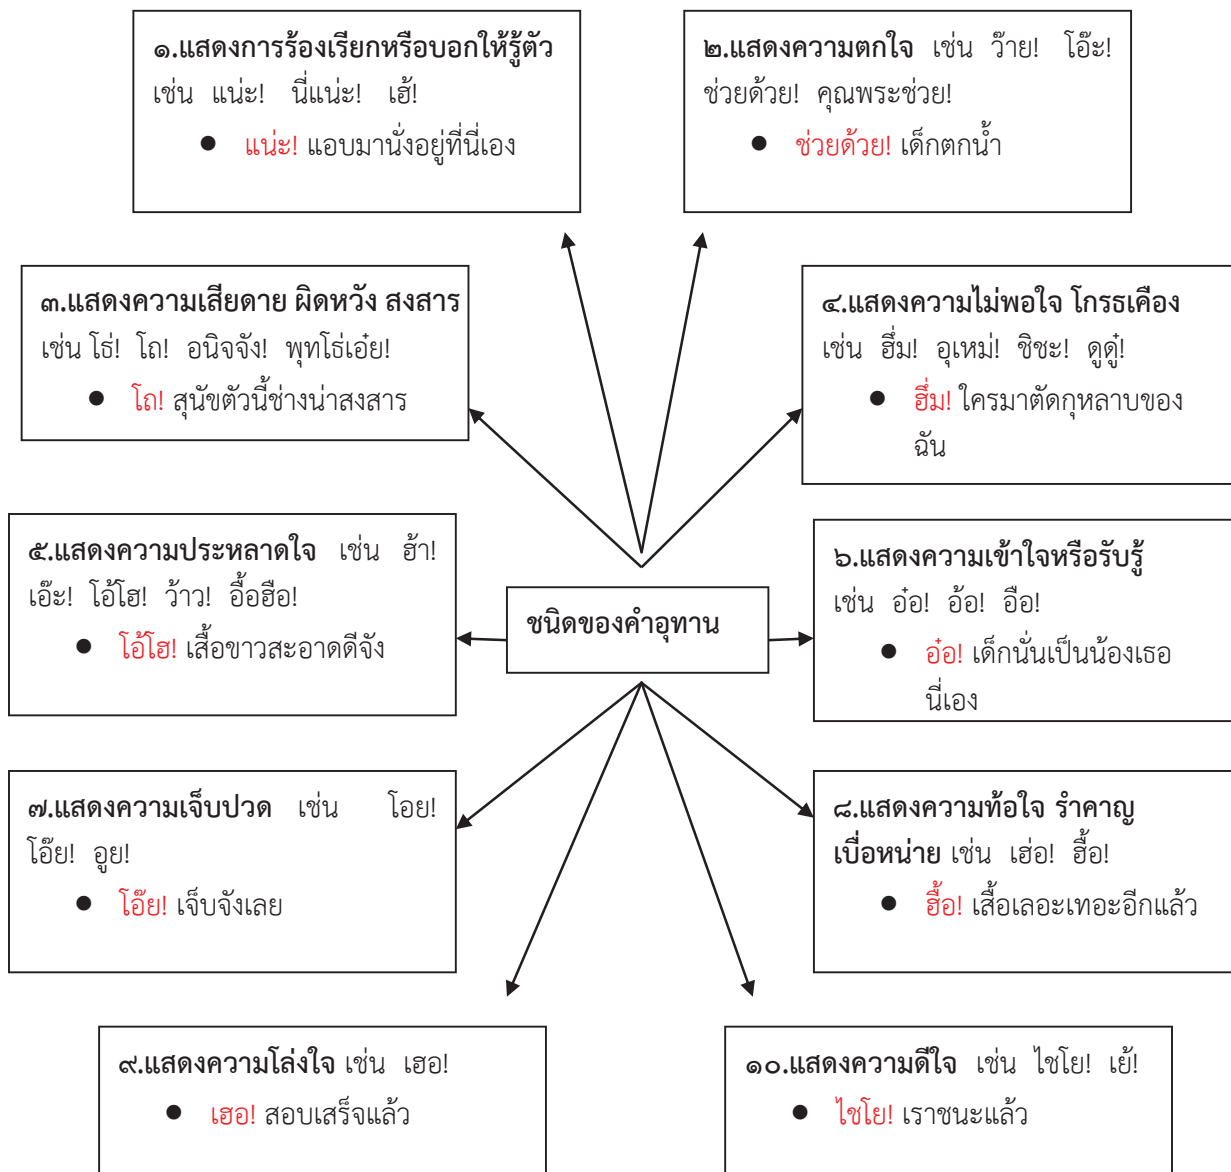 ๑.แสดงการร้องเรียกหรือบอกให้รู้ตัว
เช่น แน่ะ! นี่แน่ะ! เฮ้!
● แน่ะ! แอบมานั่งอยู่ที่นี่เอง
๒.แสดงความตกใจ เช่น ว๊าย! โอ๊ะ!
ช่วยด้วย! คุณพระช่วย!
● ช่วยด้วย! เด็กตกน้ำ
๓.แสดงความเสียดาย ผิดหวัง สงสาร
เช่น โธ่! โถ! อนิจจัง! พุทโธ่เอ๋ย!
● โถ! สุนัขตัวนี้ช่างน่าสงสาร
๔.แสดงความไม่พอใจ โกรธเคือง
เช่น ฮึ่ม! อุเหม่! ชิชะ! ดูดู๋!
● ฮึ่ม! ใครมาตัดกุหลาบของ
ฉัน
๕.แสดงความประหลาดใจ เช่น ฮ้า!
เอ๊ะ! โอ้โฮ! ว้าว! อื้อฮือ!
● โอ้โฮ! เสื้อขาวสะอาดดีจัง
ชนิดของคำอุทาน
๖.แสดงความเข้าใจหรือรับรู้
เช่น อ๋อ! อ้อ! อือ!
● อ๋อ! เด็กนั่นเป็นน้องเธอ
นี่เอง
๗.แสดงความเจ็บปวด เช่น โอย!
โอ๊ย! อูย!
● โอ๊ย! เจ็บจังเลย
๘.แสดงความท้อใจ รำคาญ
เบื่อหน่าย เช่น เฮ่อ! ฮื้อ!
● ฮื้อ! เสื้อเลอะเทอะอีกแล้ว
๙.แสดงความโล่งใจ เช่น เฮอ!
● เฮอ! สอบเสร็จแล้ว
๑๐.แสดงความดีใจ เช่น ไชโย! เย้!
● ไชโย! เราชนะแล้ว